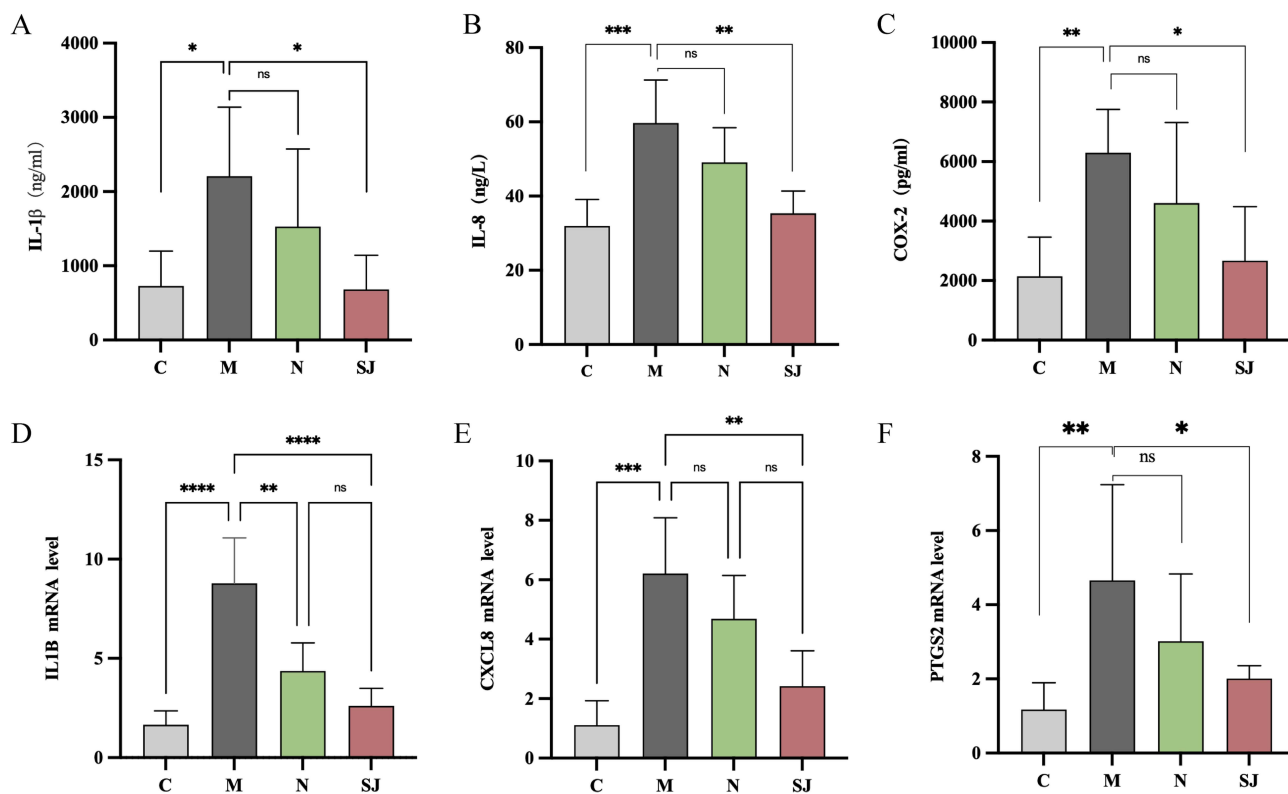 A
IL-1β (ng/ml)
4000
3000
2000
1000
0
* *
ns
C M N SJ
B
IL-8 (ng/L)
80
60
40
20
0
*** **
ns
C M N SJ
C
COX-2 (pg/ml)
10000
8000
6000
4000
2000
0
** *
ns
C M N SJ
D
IL1B mRNA level
15
10
5
0
****
**** ** ns
C M N SJ
E
CXCL8 mRNA level
10
8
6
4
2
0
**
*** ns ns
C M N SJ
F
PTGS2 mRNA level
8
6
4
2
0
** *
ns
C M N SJ